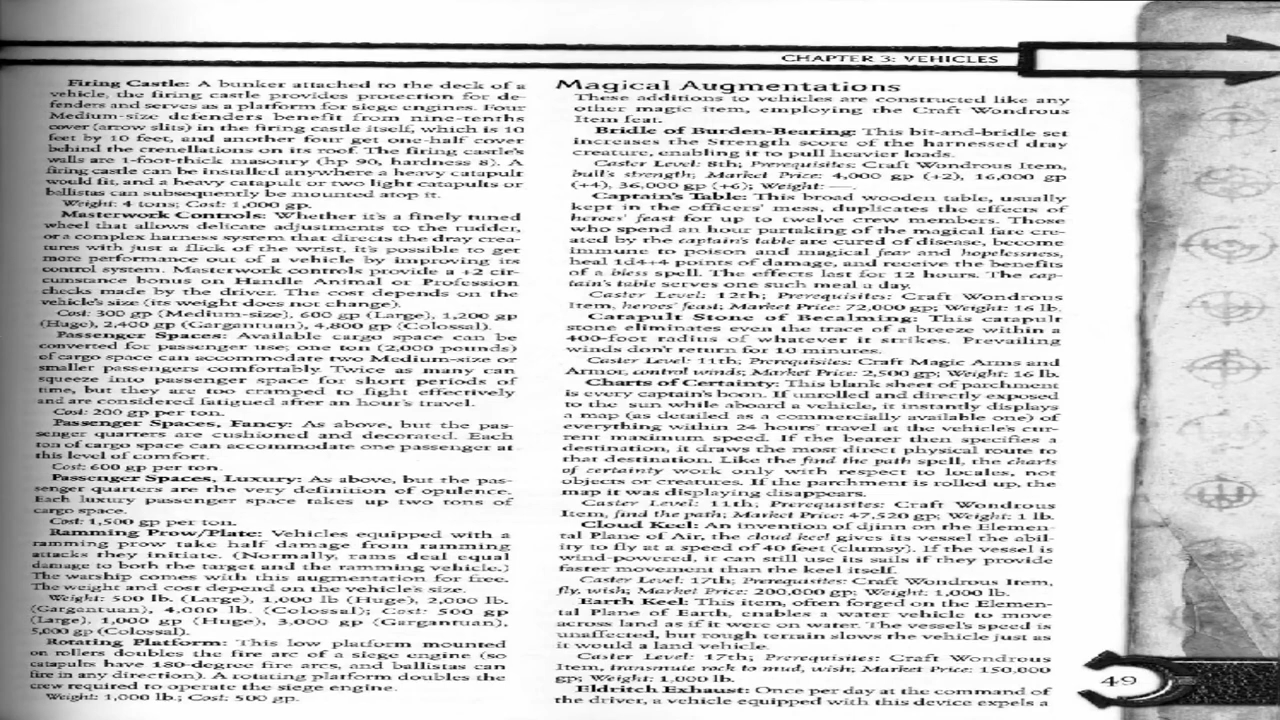 CHAPTER 3: VEHICLES
Firing Castle: A bunker attached to the deck of a
vehicle, the firing castle provides protection for de-
fenders and serves as a platform for siege engines. Four
Medium-size defenders benefit from nine-tenths
cover (arrow slits) in the firing castle itself, which is 10
feet by 10 feet, and another four get one-half cover
behind the crenellations on its roof. The firing castle's
walls are 1-foot-thick masonry (hp 90, hardness 8). A
firing castle can be installed anywhere a heavy catapult
would fit, and a heavy catapult or two light catapults or
ballistas can subsequently be mounted atop it.
Weight: 4 tons; Cost: 1,000 gp.
Masterwork Controls: Whether it's a finely tuned
wheel that allows delicate adjustments to the rudder,
or a complex harness system that directs the dray crea-
tures with just a flick of the wrist, it's possible to get
more performance out of a vehicle by improving its
control system. Masterwork controls provide a +2 cir-
cumstance bonus on Handle Animal or Profession
checks made by the driver. The cost depends on the
vehicle's size (its weight does not change).
Cost: 300 gp (Medium-size), 600 gp (Large), 1,200 gp
(Huge), 2,400 gp (Gargantuan), 4,800 gp (Colossal).
Passenger Spaces: Available cargo space can be
converted for passenger use; one ton (2,000 pounds)
of cargo space can accommodate two Medium-size or
smaller passengers comfortably. Twice as many can
squeeze into passenger space for short periods of
time, but they are too cramped to fight effectively
and are considered fatigued after an hour's travel.
Cost: 200 gp per ton.
Passenger Spaces, Fancy: As above, but the pas-
senger quarters are cushioned and decorated. Each
ton of cargo space can accommodate one passenger at
this level of comfort.
Cost: 600 gp per ton.
Passenger Spaces, Luxury: As above, but the pas-
senger quarters are the very definition of opulence.
Each luxury passenger space takes up two tons of
cargo space.
Cost: 1,500 gp per ton.
Ramming Prow/Plate: Vehicles equipped with a
ramming prow take half damage from ramming
attacks they initiate. (Normally, rams deal equal
damage to both the target and the ramming vehicle.)
The warship comes with this augmentation for free.
The weight and cost depend on the vehicle's size.
Weight: 500 lb. (Large), 1,000 lb (Huge), 2,000 lb.
(Gargantuan), 4,000 lb. (Colossal); Cost: 500 gp
(Large), 1,000 gp (Huge), 3,000 gp (Gargantuan),
5,000 gp (Colossal).
Rotating Platform: This low platform mounted
on rollers doubles the fire arc of a siege engine (so
catapults have 180-degree fire arcs, and ballistas can
fire in any direction). A rotating platform doubles the
crew required to operate the siege engine.
Weight: 1,000 lb.; Cost: 500 gp.
Magical Augmentations
These additions to vehicles are constructed like any
other magic item, employing the Craft Wondrous
Item feat.
Bridle of Burden-Bearing: This bit-and-bridle set
increases the Strength score of the harnessed dray
creature, enabling it to pull heavier loads.
Caster Level: 8th; Prerequisites: Craft Wondrous Item,
bull's strength; Market Price: 4,000 gp (+2), 16,000 gp
(+4), 36,000 gp (+6); Weight: —.
Captain's Table: This broad wooden table, usually
kept in the officers' mess, duplicates the effects of
heroes' feast for up to twelve crew members. Those
who spend an hour partaking of the magical fare cre-
ated by the captain's table are cured of disease, become
immune to poison and magical fear and hopelessness,
heal 1d4+4 points of damage, and receive the benefits
of a bless spell. The effects last for 12 hours. The cap-
tain's table serves one such meal a day.
Caster Level: 12th; Prerequisites: Craft Wondrous
Item, heroes' feast; Market Price: 72,000 gp; Weight: 16 lb.
Catapult Stone of Becalming: This catapult
stone eliminates even the trace of a breeze within a
400-foot radius of whatever it strikes. Prevailing
winds don't return for 10 minutes.
Caster Level: 11th; Prerequisites: Craft Magic Arms and
Armor, control winds; Market Price: 2,500 gp; Weight: 16 lb.
Charts of Certainty: This blank sheet of parchment
is every captain's boon. If unrolled and directly exposed
to the sun while aboard a vehicle, it instantly displays
a map (as detailed as a commercially available one) of
everything within 24 hours' travel at the vehicle's cur-
rent maximum speed. If the bearer then specifies a
destination, it draws the most direct physical route to
that destination. Like the find the path spell, the charts
of certainty work only with respect to locales, not
objects or creatures. If the parchment is rolled up, the
map it was displaying disappears.
Caster Level: 11th; Prerequisites: Craft Wondrous
Item, find the path; Market Price: 47,520 gp; Weight: 1 lb.
Cloud Keel: An invention of djinn on the Elemen-
tal Plane of Air, the cloud keel gives its vessel the abil-
ity to fly at a speed of 40 feet (clumsy). If the vessel is
wind-powered, it can still use its sails if they provide
faster movement than the keel itself.
Caster Level: 17th; Prerequisites: Craft Wondrous Item,
fly, wish; Market Price: 200,000 gp; Weight: 1,000 lb.
Earth Keel: This item, often forged on the Elemen-
tal Plane of Earth, enables a water vehicle to move
across land as if it were on water. The vessel's speed is
unaffected, but rough terrain slows the vehicle just as
it would a land vehicle.
Caster Level: 17th; Prerequisites: Craft Wondrous
Item, transmute rock to mud, wish; Market Price: 150,000
gp; Weight: 1,000 lb.
Eldritch Exhaust: Once per day at the command of
the driver, a vehicle equipped with this device expels a
49